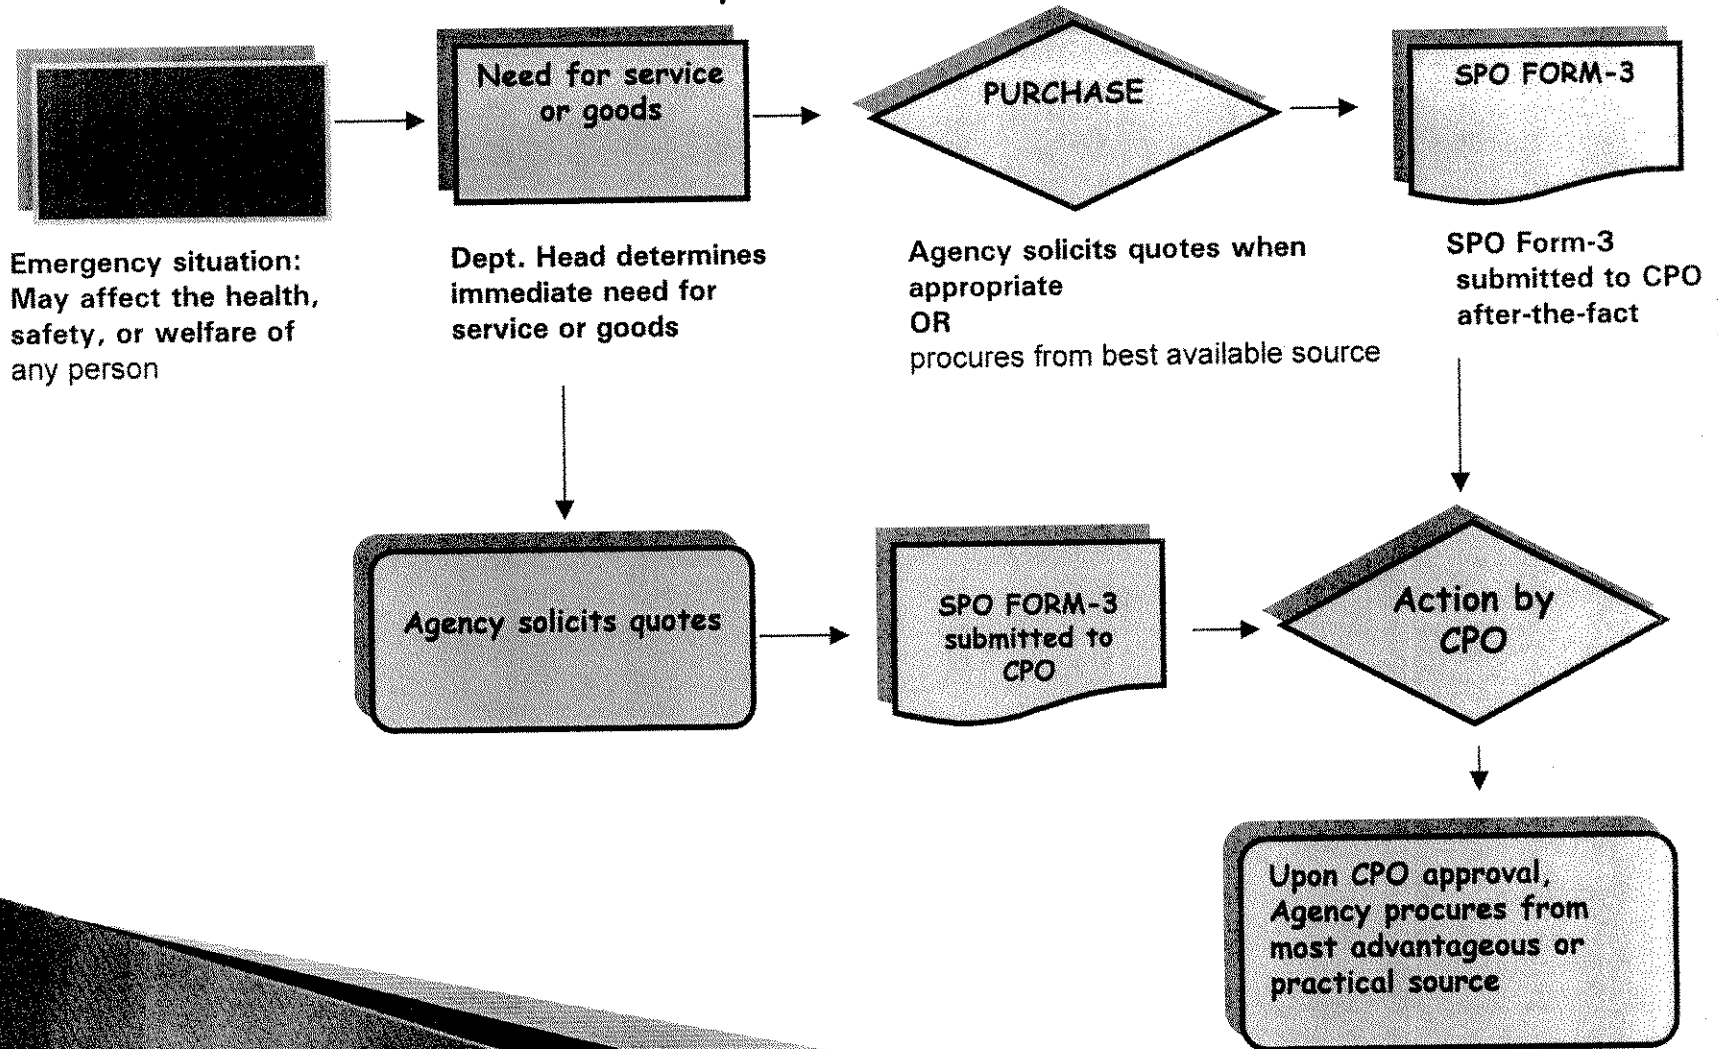 Need for service
or goods
PURCHASE
SPO FORM-3
Emergency situation:
May affect the health,
safety, or welfare of
any person
Dept. Head determines
immediate need for
service or goods
Agency solicits quotes when
appropriate
OR
procures from best available source
SPO Form-3
submitted to CPO
after-the-fact
Agency solicits quotes
SPO FORM-3
submitted to
CPO
Action by
CPO
Upon CPO approval,
Agency procures from
most advantageous or
practical source